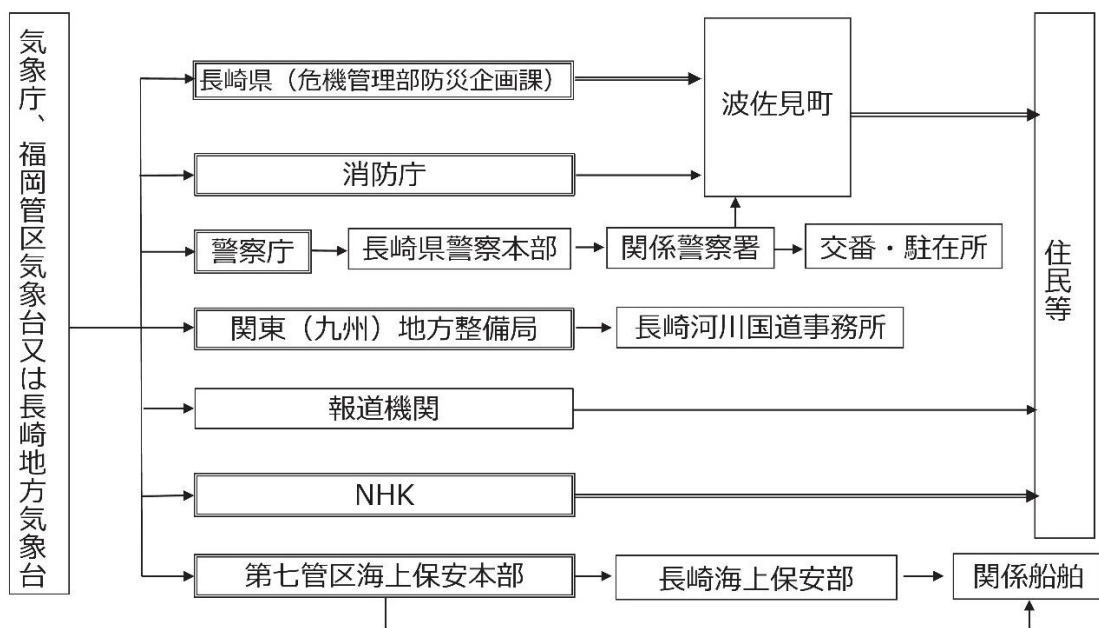 気象庁、福岡管区気象台又は長崎地方気象台
長崎県（危機管理部防災企画課）
波佐見町
消防庁
警察庁
長崎県警察本部
関係警察署
交番・駐在所
住民等
関東（九州）地方整備局
長崎河川国道事務所
報道機関
NHK
第七管区海上保安本部
長崎海上保安部
関係船舶